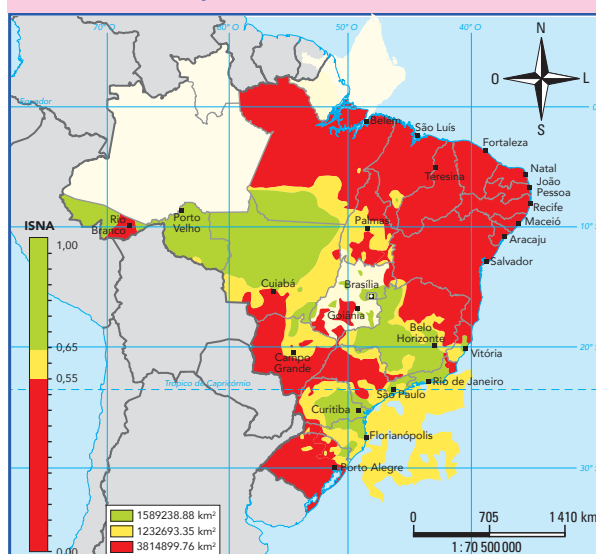 70° O
60° O
50° O
40° O
N
O
L
S
Equador
0°
Belém
São Luís
Fortaleza
Teresina
Natal
João
Pessoa
Recife
Maceió
Aracaju
Salvador
Palmas
10° S
Rio
Branco
Porto
Velho
ISNA
1,00
0,65
0,55
0,00
Cuiabá
Brasília
Goiânia
Belo
Horizonte
Vitória
20° S
Campo
Grande
Rio de Janeiro
São Paulo
Trópico de Capricórnio
Curitiba
Florianópolis
Porto Alegre
30° S
1589238.88 km²
1232693.35 km²
3814899.76 km²
0 705 1 410 km
1:70 500 000